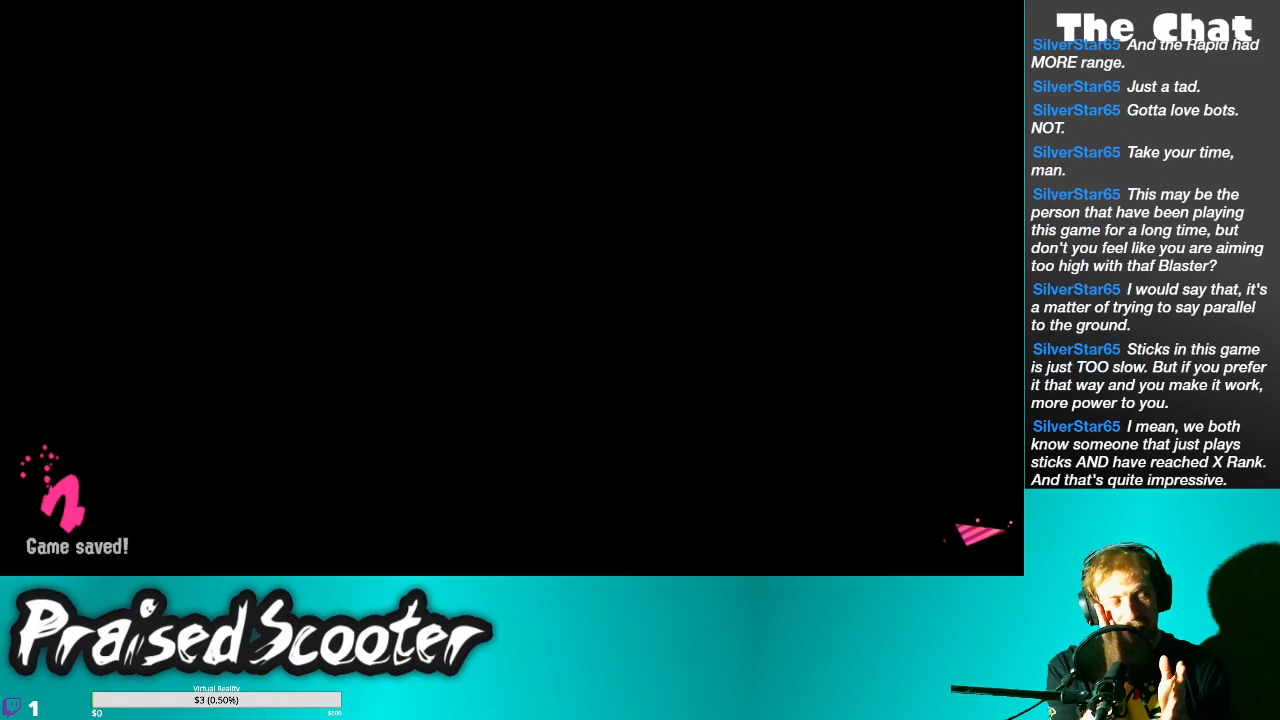 The Chat
SilverStar65 And the Rapid had
MORE range.
SilverStar65 Just a tad.
SilverStar65 Gotta love bots.
NOT.
SilverStar65 Take your time,
man.
SilverStar65 This may be the
person that have been playing
this game for a long time, but
don't you feel like you are aiming
too high with thaf Blaster?
SilverStar65 I would say that, it's
a matter of trying to say parallel
to the ground.
SilverStar65 Sticks in this game
is just TOO slow. But if you prefer
it that way and you make it work,
more power to you.
SilverStar65 I mean, we both
know someone that just plays
sticks AND have reached X Rank.
And that's quite impressive.
Game saved!
PraisedScooter
Virtual Reality
$3 (0.50%)
1
$0
$600